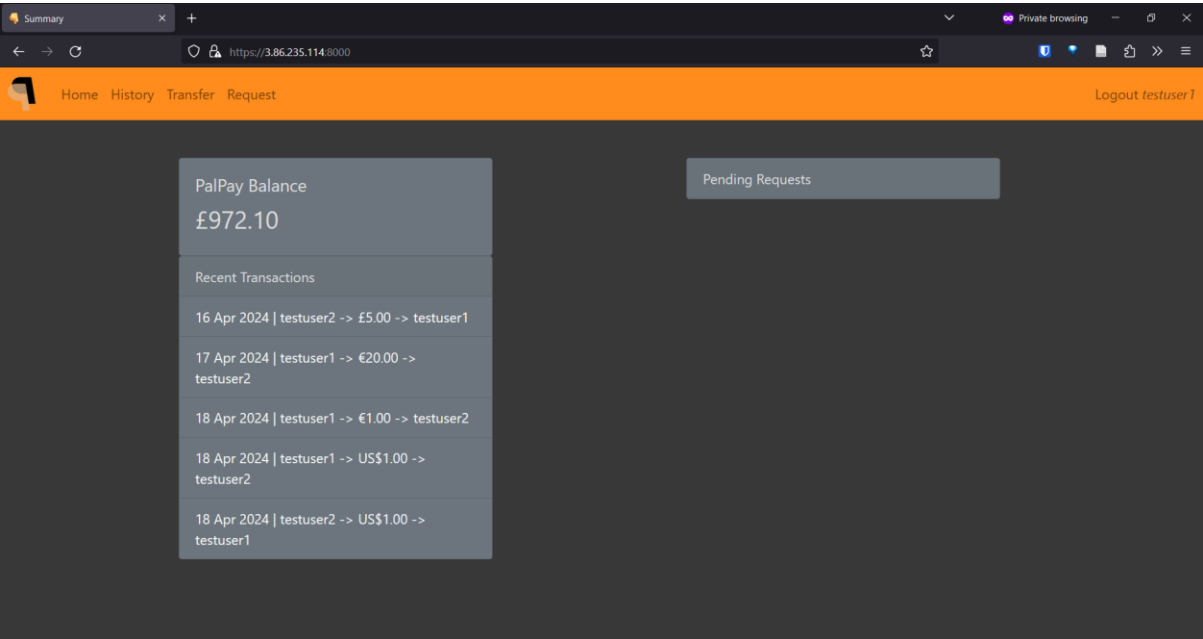 Summary
Private browsing
https://3.86.235.114:8000
Home History Transfer Request
Logout testuser1
PalPay Balance
£972.10
Recent Transactions
16 Apr 2024 | testuser2 -> £5.00 -> testuser1
17 Apr 2024 | testuser1 -> €20.00 ->
testuser2
18 Apr 2024 | testuser1 -> €1.00 -> testuser2
18 Apr 2024 | testuser1 -> US$1.00 ->
testuser2
18 Apr 2024 | testuser2 -> US$1.00 ->
testuser1
Pending Requests